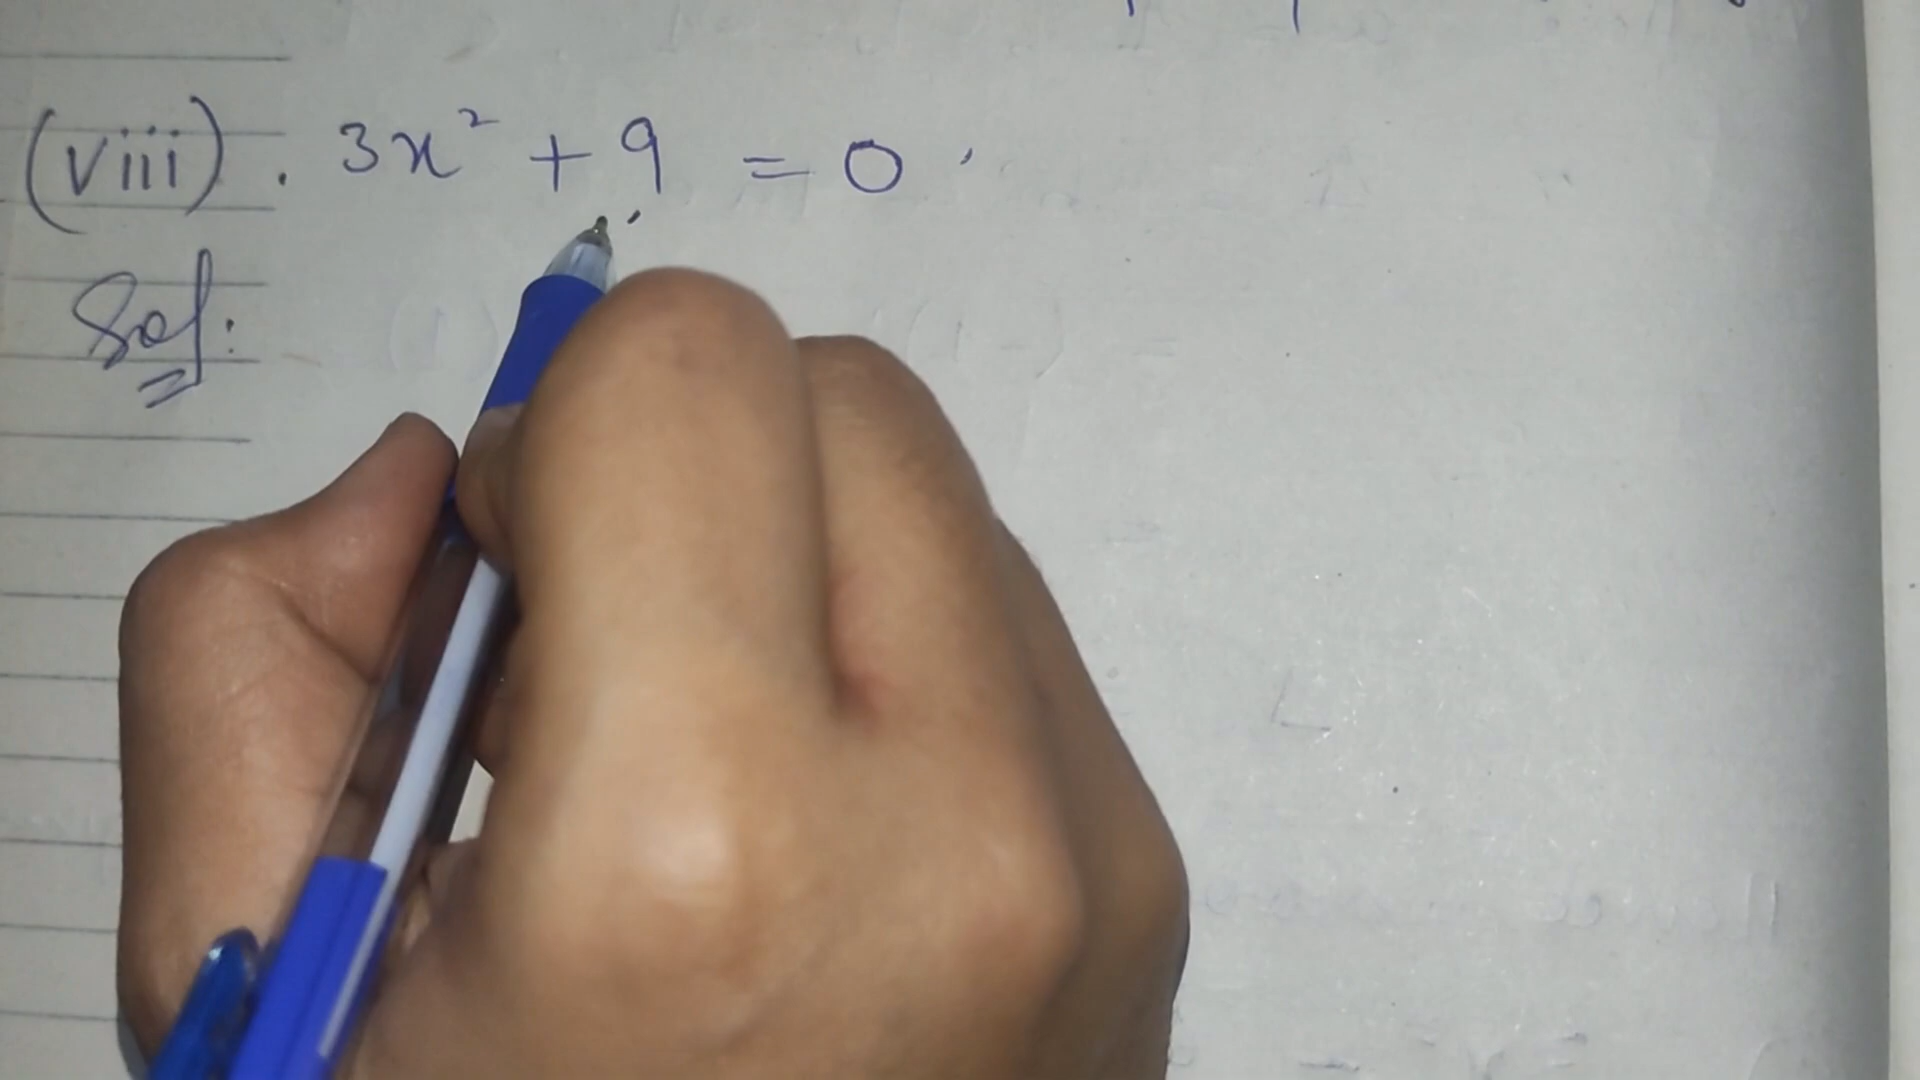 (viii). 3x² + 9 = 0.
Sol: